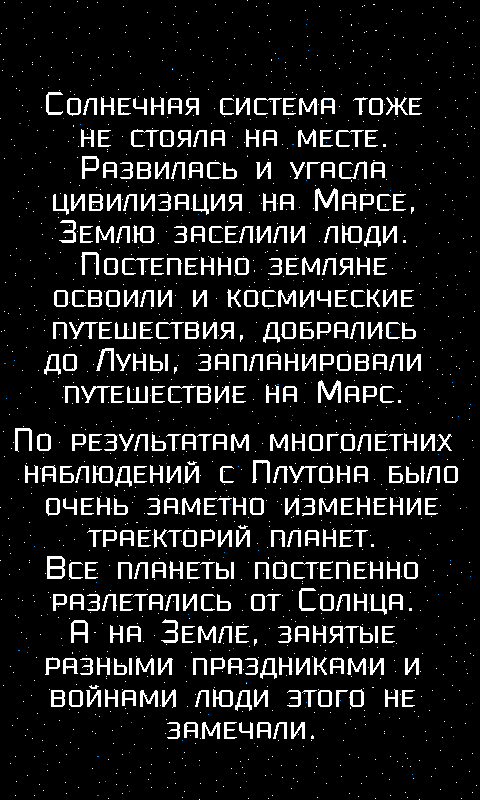 Солнечная система тоже
не стояла на месте.
Развилась и угасла
цивилизация на Марсе,
Землю заселили люди.
Постепенно земляне
освоили и космические
путешествия, добрались
до Луны, запланировали
путешествие на Марс.
По результатам многолетних
наблюдений с Плутона было
очень заметно изменение
траекторий планет.
Все планеты постепенно
разлетались от Солнца.
А на Земле, занятые
разными праздниками и
войнами люди этого не
замечали.